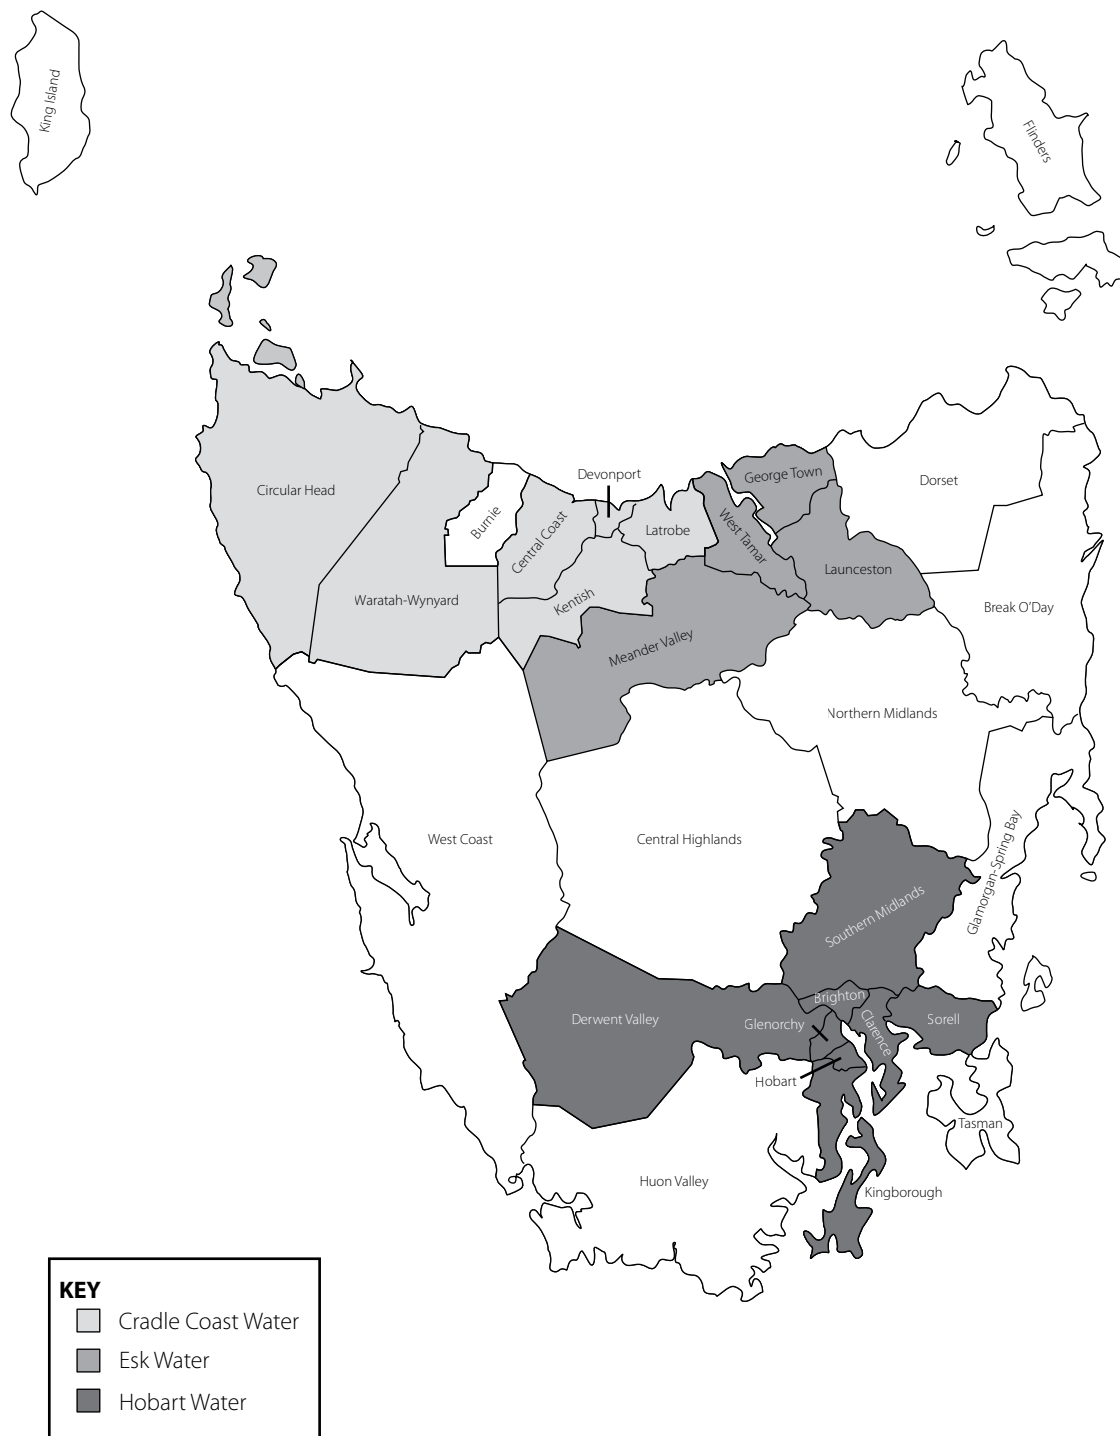 King Island
Flinders
Devonport
George Town
Dorset
Circular Head
Burnie
Central Coast
Latrobe
West Tamar
Launceston
Waratah-Wynyard
Kentish
Break O'Day
Meander Valley
Northern Midlands
West Coast
Central Highlands
Glamorgan-Spring Bay
Southern Midlands
Brighton
Derwent Valley
Glenorchy
Clarence
Sorell
Hobart
Tasman
Huon Valley
Kingborough
KEY
Cradle Coast Water
Esk Water
Hobart Water